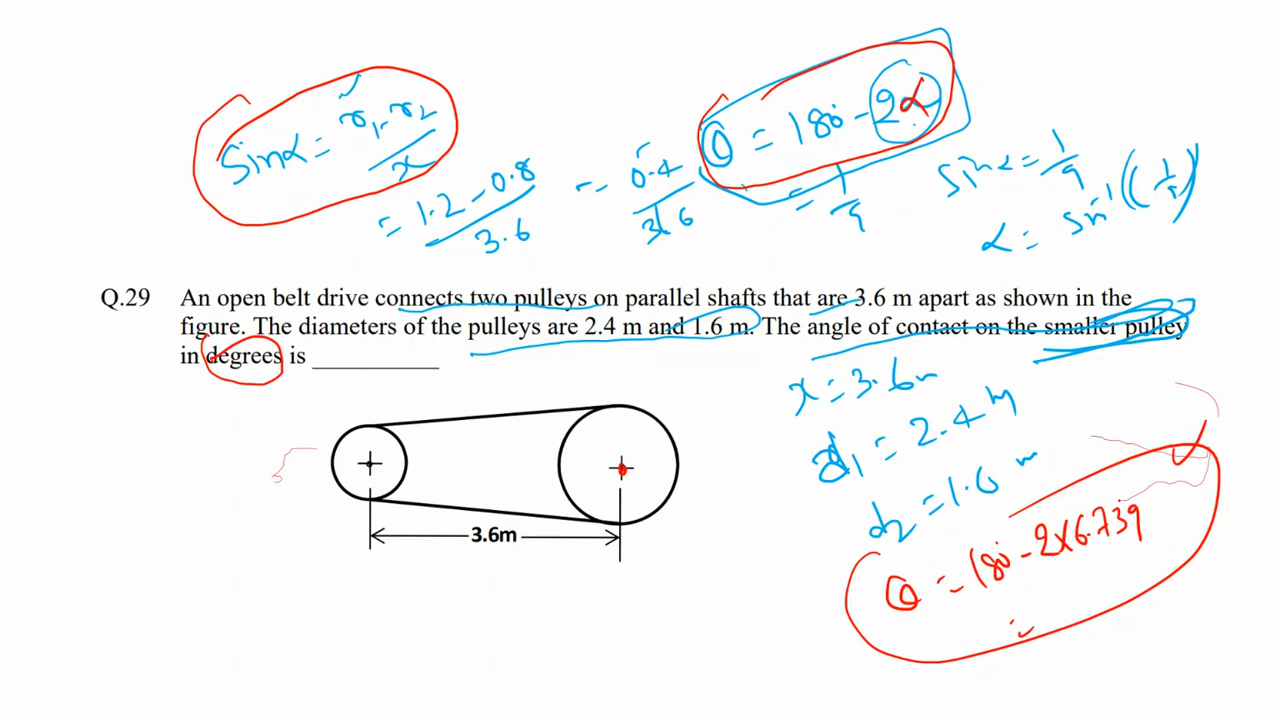 Sinα = r₁-r₂/x
= 1.2-0.8/3.6 = 0.4/3.6 = 1/9
θ = 180 - 2α
Sinα = 1/9
α = Sin⁻¹(1/9)
Q.29 An open belt drive connects two pulleys on parallel shafts that are 3.6 m apart as shown in the
figure. The diameters of the pulleys are 2.4 m and 1.6 m. The angle of contact on the smaller pulley
in degrees is __________
x = 3.6m
d₁ = 2.4 m
d₂ = 1.6 m
3.6m
θ = 180 - 2x6.739
=